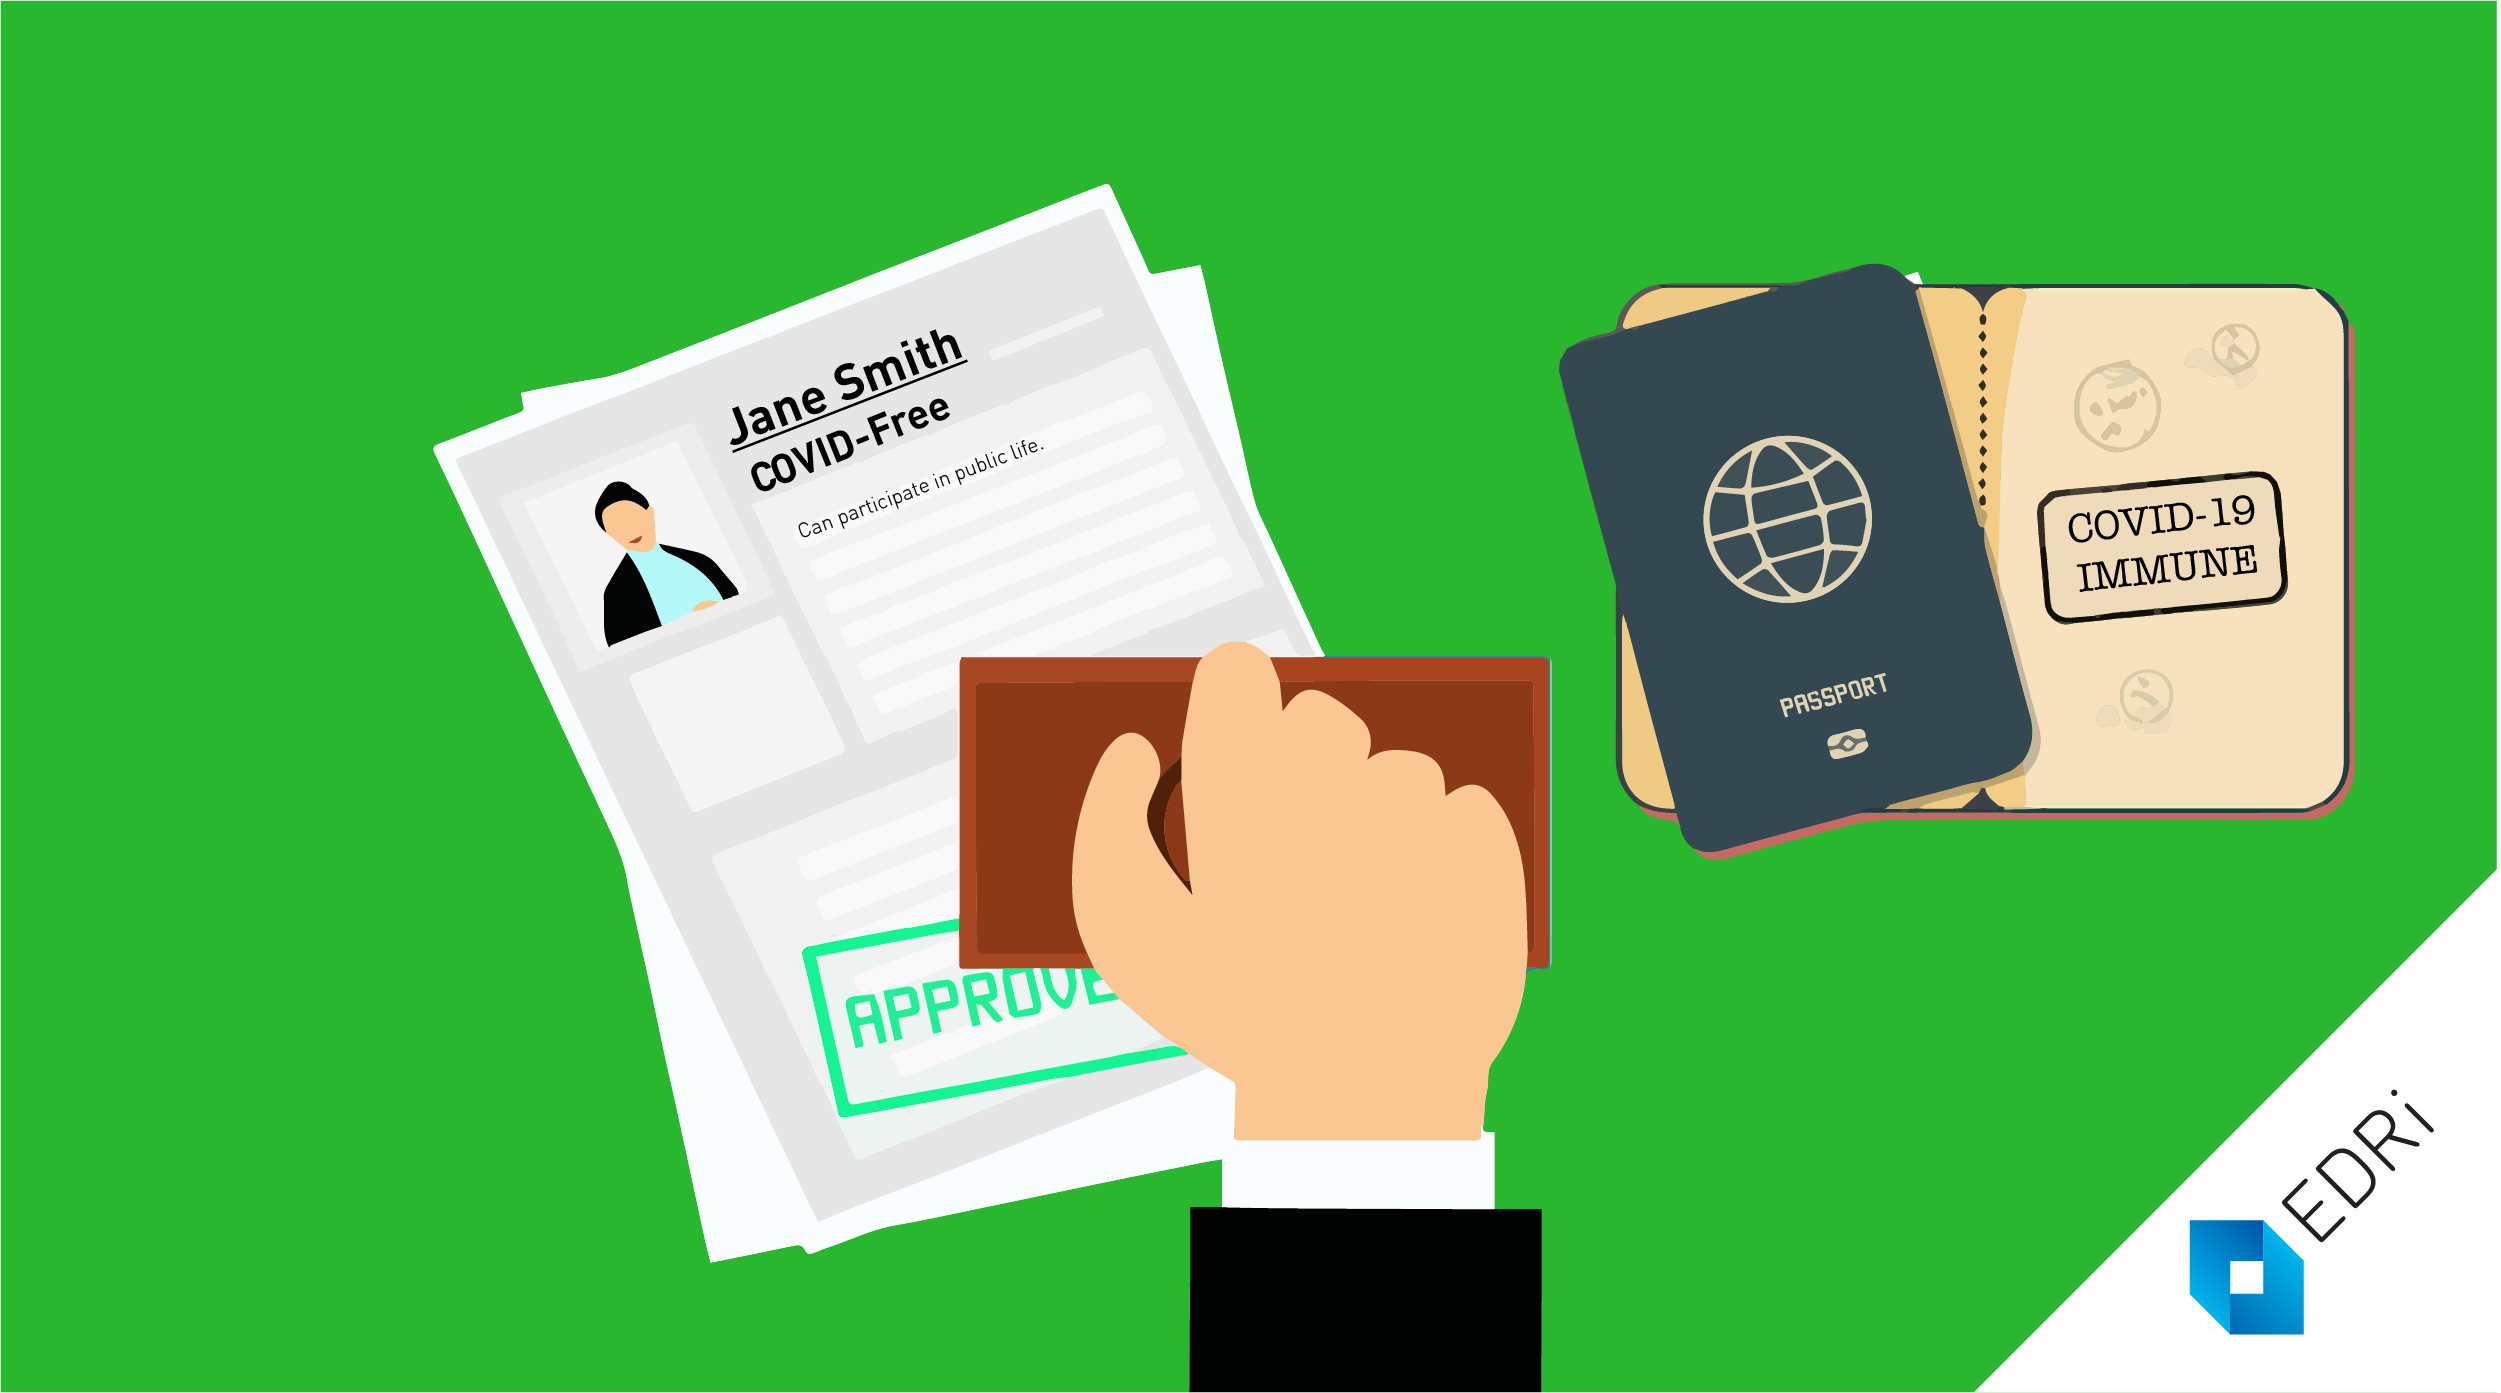 Jane Smith
COVID-Free
Can participate in public life.
APPROVE
PASSPORT
COVID-19
IMMUNE
EDRi